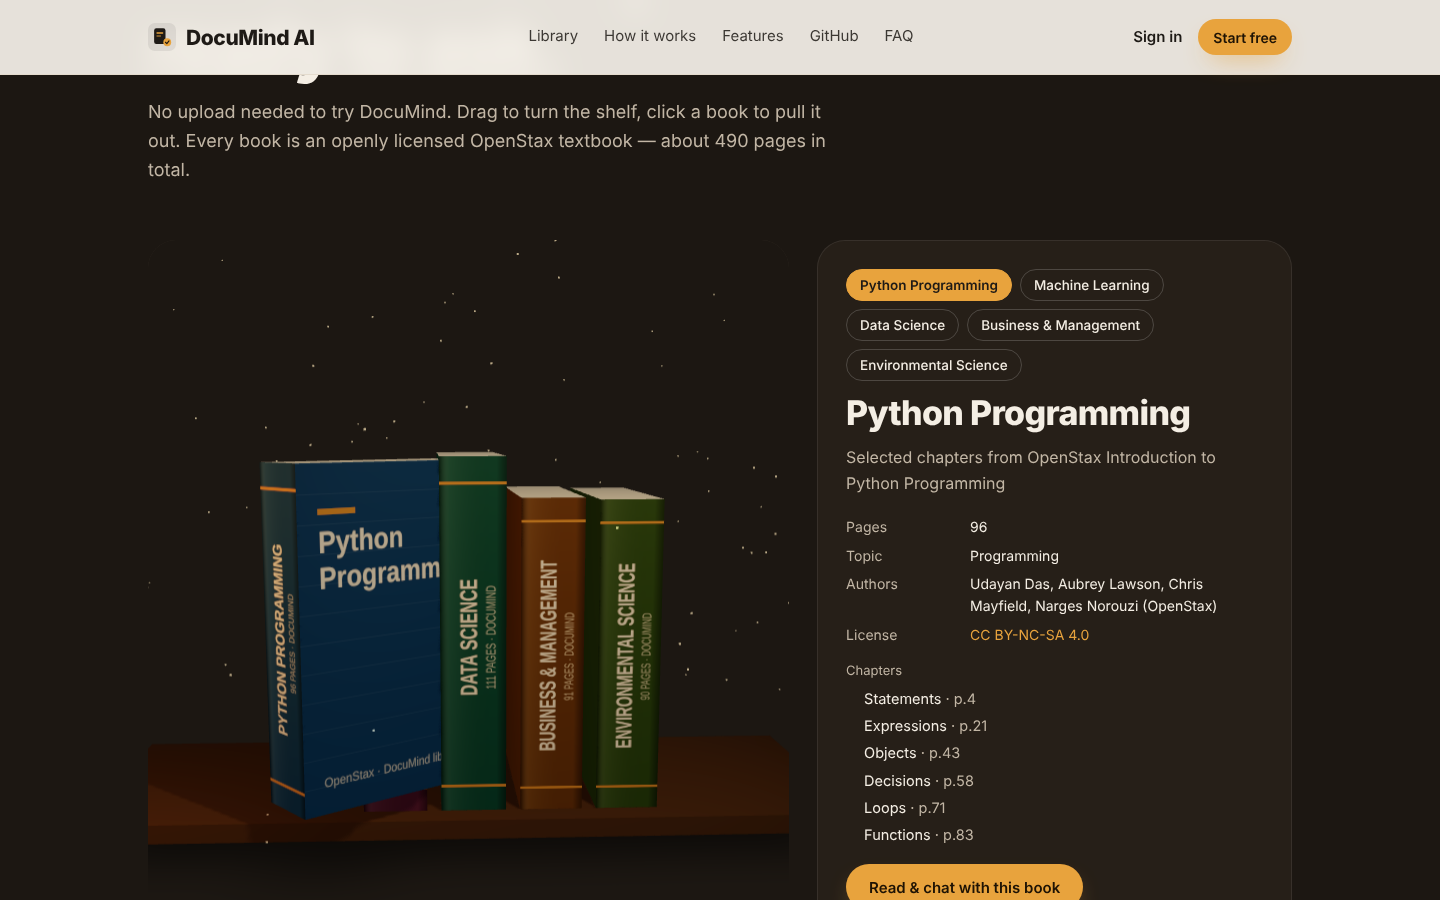 DocuMind AI
Library
How it works
Features
GitHub
FAQ
Sign in
Start free
No upload needed to try DocuMind. Drag to turn the shelf, click a book to pull it
out. Every book is an openly licensed OpenStax textbook — about 490 pages in
total.
PYTHON PROGRAMMING
96 PAGES · DOCUMIND
Python
Programm
OpenStax · DocuMind lib
DATA SCIENCE
111 PAGES · DOCUMIND
BUSINESS & MANAGEMENT
91 PAGES · DOCUMIND
ENVIRONMENTAL SCIENCE
90 PAGES · DOCUMIND
Python Programming
Machine Learning
Data Science
Business & Management
Environmental Science
Python Programming
Selected chapters from OpenStax Introduction to
Python Programming
Pages 96
Topic Programming
Authors Udayan Das, Aubrey Lawson, Chris
Mayfield, Narges Norouzi (OpenStax)
License CC BY-NC-SA 4.0
Chapters
Statements · p.4
Expressions · p.21
Objects · p.43
Decisions · p.58
Loops · p.71
Functions · p.83
Read & chat with this book